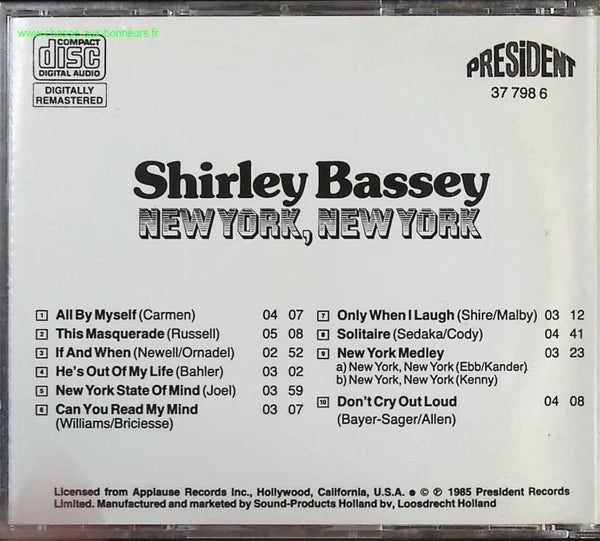 www.chasse-aux-bonheurs.fr
COMPACT
disc
DIGITAL AUDIO
DIGITALLY
REMASTERED
PRESiDENT
37 798 6
Shirley Bassey
NEW YORK, NEW YORK
1 All By Myself (Carmen) 04 07
2 This Masquerade (Russell) 05 08
3 If And When (Newell/Ornadel) 02 52
4 He's Out Of My Life (Bahler) 03 02
5 New York State Of Mind (Joel) 03 59
6 Can You Read My Mind 03 07
(Williams/Briciesse)
7 Only When I Laugh (Shire/Malby) 03 12
8 Solitaire (Sedaka/Cody) 04 41
9 New York Medley 03 23
a) New York, New York (Ebb/Kander)
b) New York, New York (Kenny)
10 Don't Cry Out Loud 04 08
(Bayer-Sager/Allen)
Licensed from Applause Records Inc., Hollywood, California, U.S.A. ● © ℗ 1985 President Records
Limited. Manufactured and marketed by Sound-Products Holland bv, Loosdrecht Holland